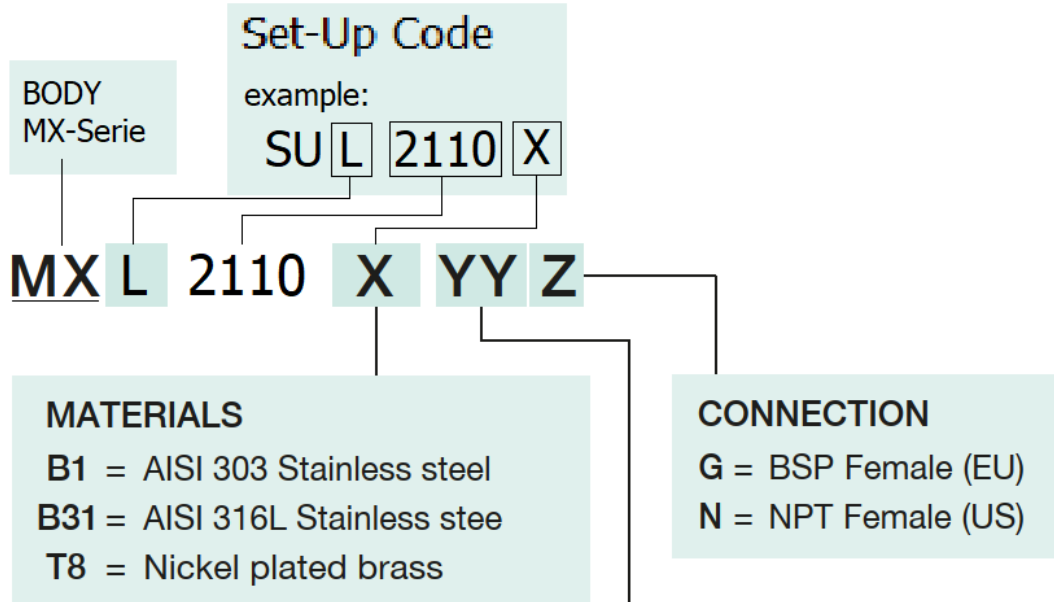 Set-Up Code
example:
SU L 2110 X
BODY
MX-Serie
MX L 2110 X YY Z
MATERIALS
B1 = AISI 303 Stainless steel
B31 = AISI 316L Stainless stee
T8 = Nickel plated brass
CONNECTION
G = BSP Female (EU)
N = NPT Female (US)